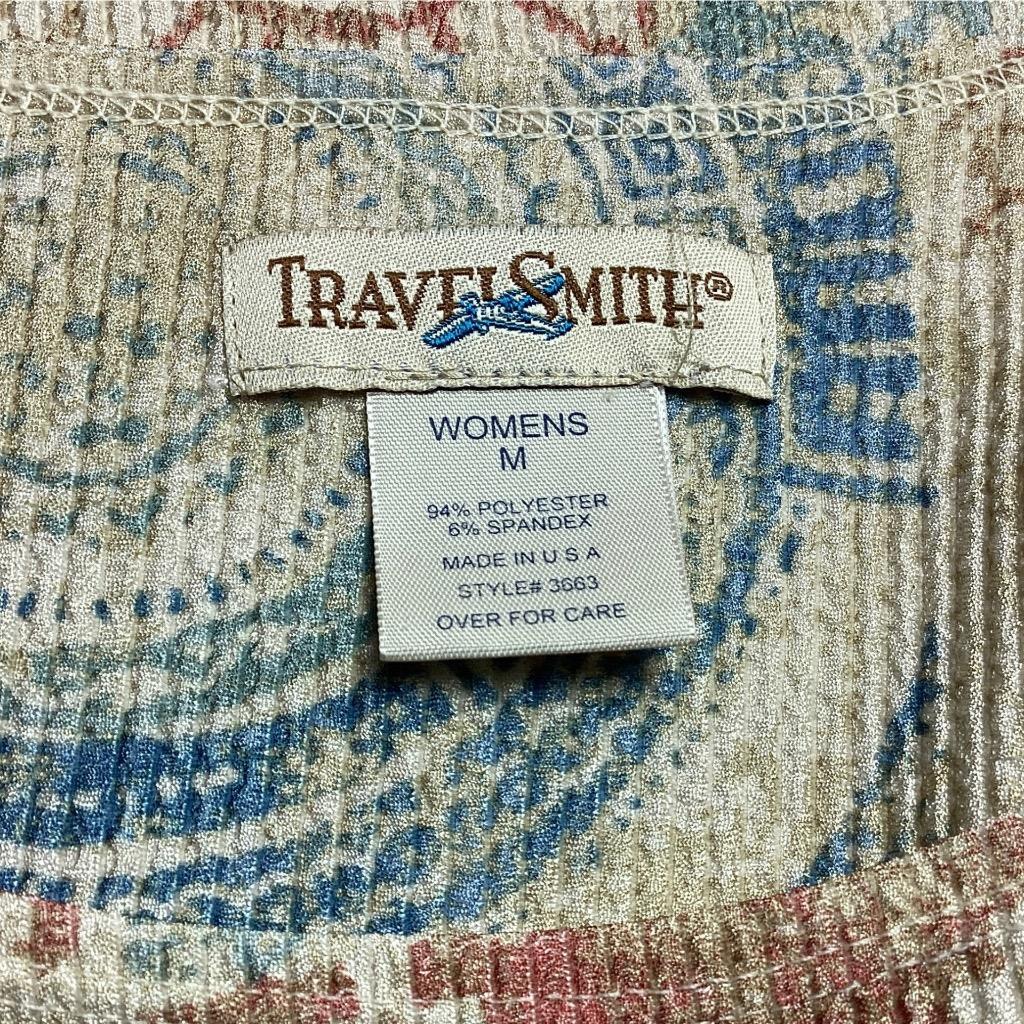 TRAVELSMITH®
WOMENS
M
94% POLYESTER
6% SPANDEX
MADE IN U S A
STYLE# 3663
OVER FOR CARE